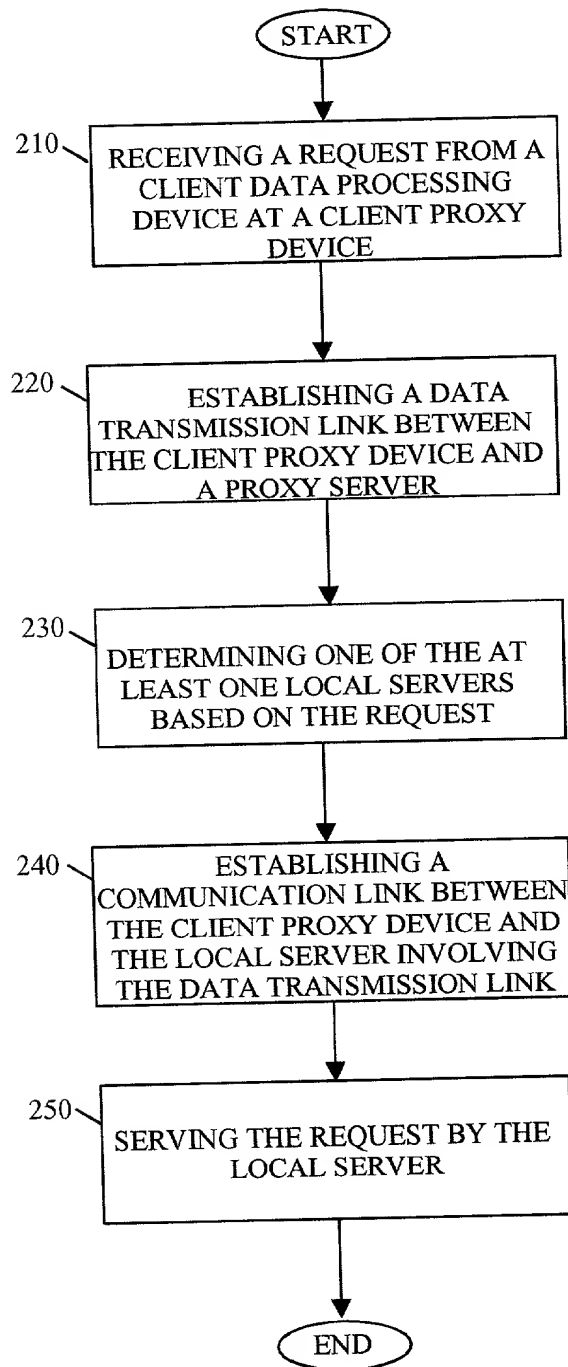 START
210
RECEIVING A REQUEST FROM A
CLIENT DATA PROCESSING
DEVICE AT A CLIENT PROXY
DEVICE
220
ESTABLISHING A DATA
TRANSMISSION LINK BETWEEN
THE CLIENT PROXY DEVICE AND
A PROXY SERVER
230
DETERMINING ONE OF THE AT
LEAST ONE LOCAL SERVERS
BASED ON THE REQUEST
240
ESTABLISHING A
COMMUNICATION LINK BETWEEN
THE CLIENT PROXY DEVICE AND
THE LOCAL SERVER INVOLVING
THE DATA TRANSMISSION LINK
250
SERVING THE REQUEST BY THE
LOCAL SERVER
END